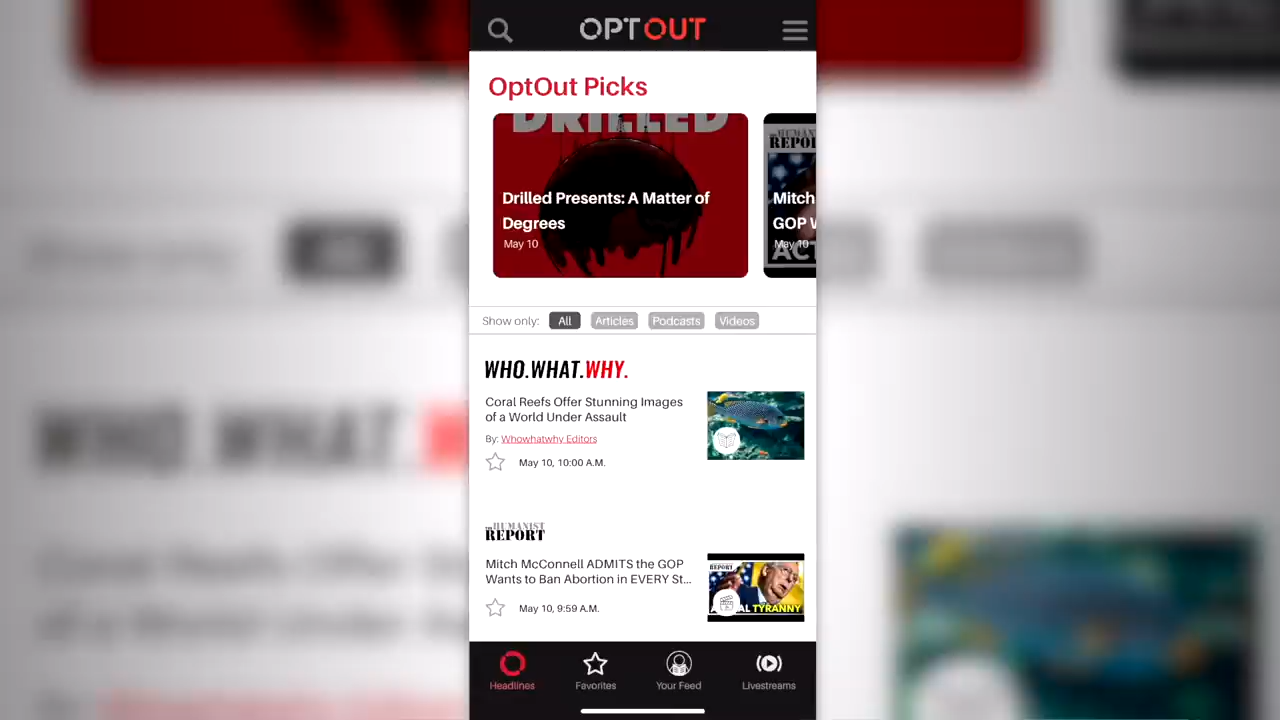 OPTOUT
OptOut Picks
DRILLED
Drilled Presents: A Matter of
Degrees
May 10
THE HUMANIST
REPORT
Mitch
GOP
May 10
Show only: All Articles Podcasts Videos
WHO.WHAT.WHY.
Coral Reefs Offer Stunning Images
of a World Under Assault
By: Whowhatwhy Editors
May 10, 10:00 A.M.
THE HUMANIST
REPORT
Mitch McConnell ADMITS the GOP
Wants to Ban Abortion in EVERY St...
May 10, 9:59 A.M.
REPORT
TYRANNY
Headlines Favorites Your Feed Livestreams